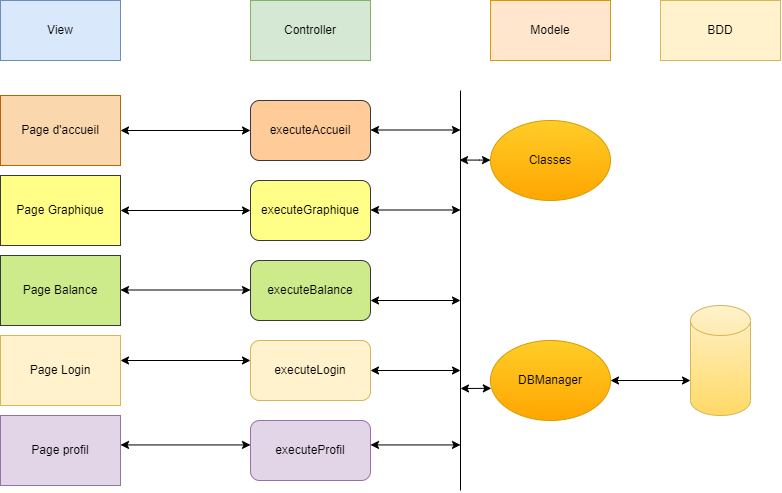 View
Controller
Modele
BDD
Page d'accueil
executeAccueil
Classes
Page Graphique
executeGraphique
Page Balance
executeBalance
Page Login
executeLogin
DBManager
Page profil
executeProfil